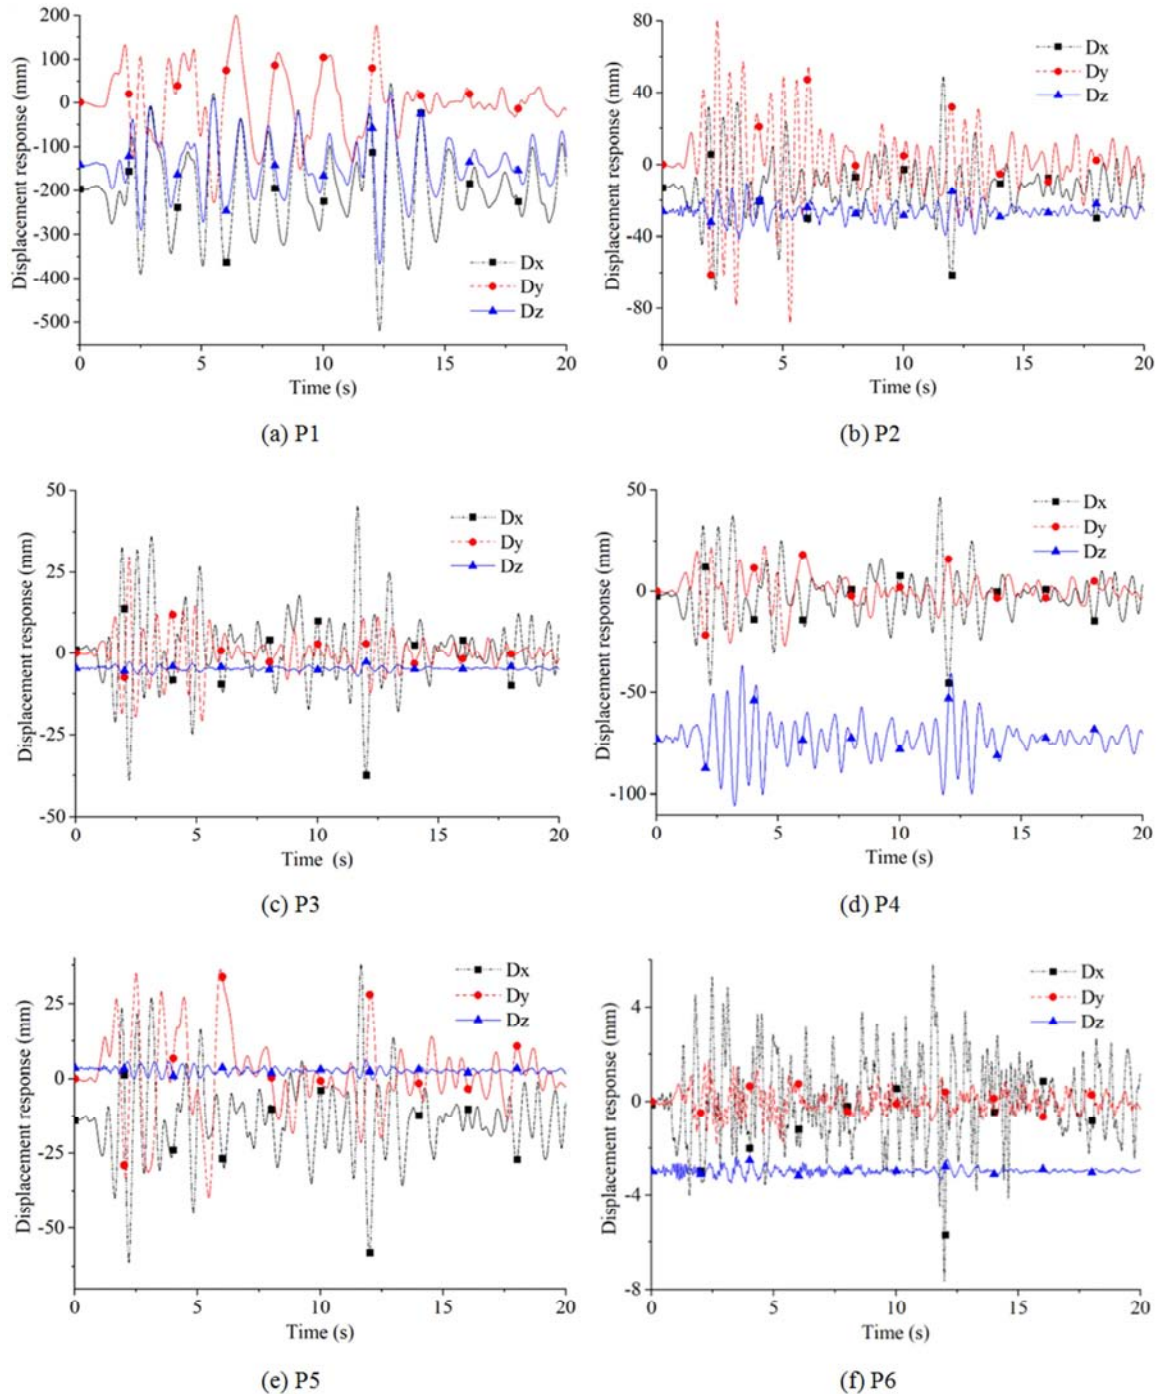 200
100
0
-100
-200
-300
-400
-500
Displacement response (mm)
Dx
Dy
Dz
0 5 10 15 20
Time (s)
(a) P1
80
40
0
-40
-80
Displacement response (mm)
Dx
Dy
Dz
0 5 10 15 20
Time (s)
(b) P2
50
25
0
-25
-50
Displacement response (mm)
Dx
Dy
Dz
0 5 10 15 20
Time (s)
(c) P3
50
0
-50
-100
Displacement response (mm)
Dx
Dy
Dz
0 5 10 15 20
Time (s)
(d) P4
25
0
-25
-50
Displacement response (mm)
Dx
Dy
Dz
0 5 10 15 20
Time (s)
(e) P5
4
0
-4
-8
Displacement response (mm)
Dx
Dy
Dz
0 5 10 15 20
Time (s)
(f) P6